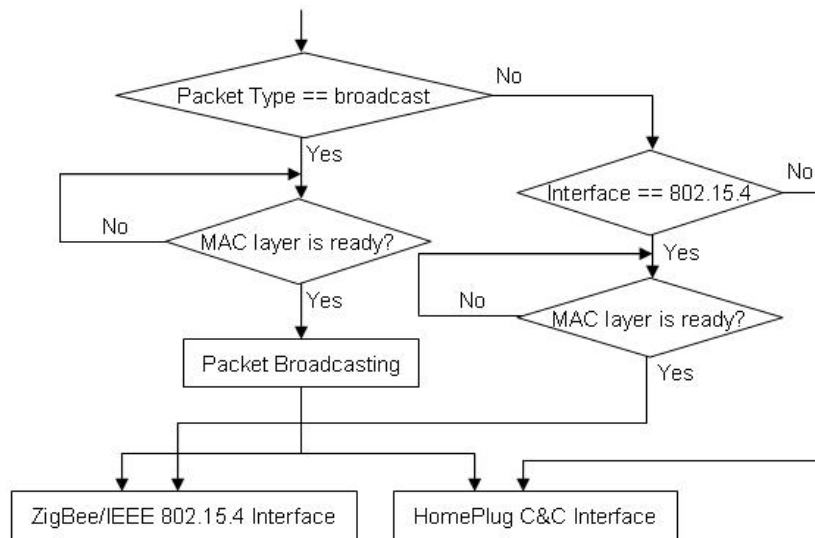 No
Packet Type == broadcast
Yes
No
Interface == 802.15.4
No
MAC layer is ready?
Yes
No
Yes
MAC layer is ready?
Packet Broadcasting
Yes
ZigBee/IEEE 802.15.4 Interface
HomePlug C&C Interface